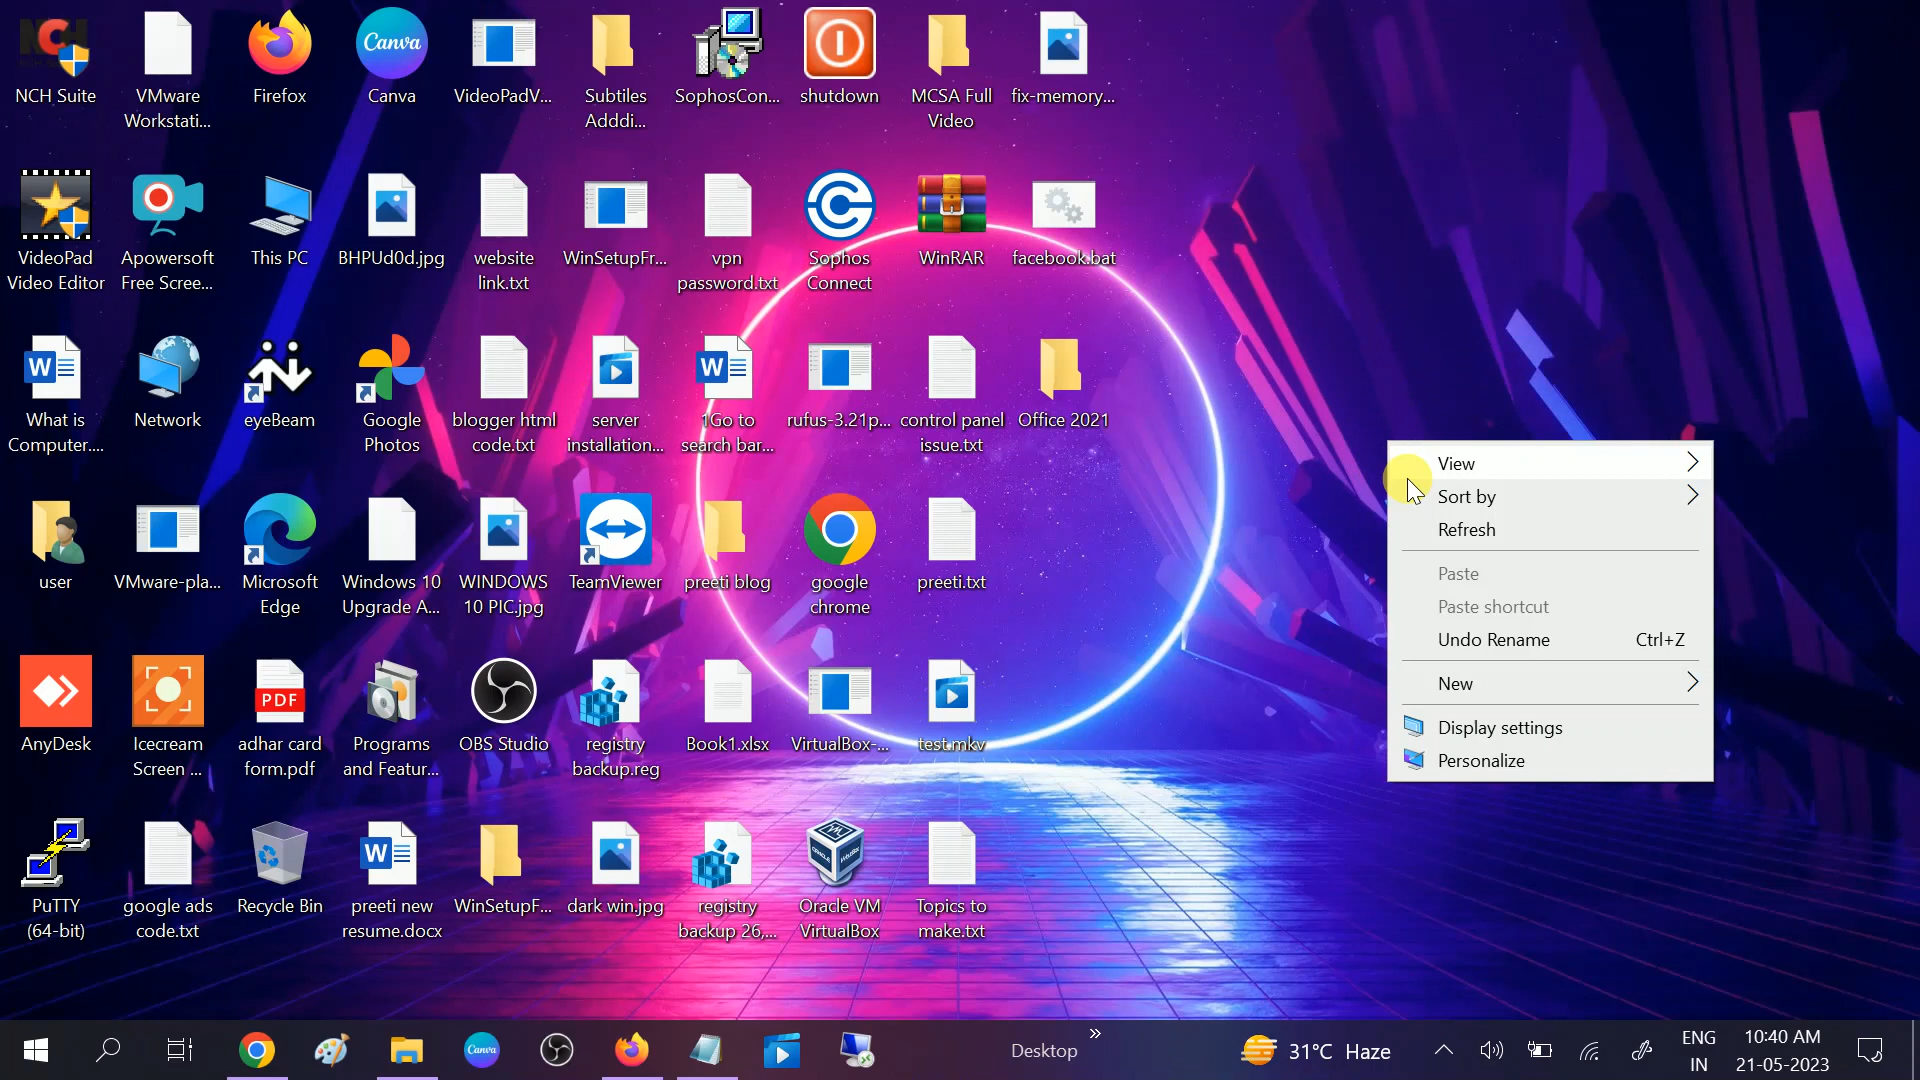 NCH Suite
VMware
Workstati...
Firefox
Canva
Canva
VideoPadV...
Subtiles
Adddi...
SophosCon...
shutdown
MCSA Full
Video
fix-memory...
VideoPad
Video Editor
Apowersoft
Free Scree...
This PC
BHPUd0d.jpg
website
link.txt
WinSetupFr...
vpn
password.txt
Sophos
Connect
WinRAR
facebook.bat
What is
Computer....
Network
eyeBeam
Google
Photos
blogger html
code.txt
server
installation...
1Go to
search bar...
rufus-3.21p...
control panel
issue.txt
Office 2021
user
VMware-pla...
Microsoft
Edge
Windows 10
Upgrade A...
WINDOWS
10 PIC.jpg
TeamViewer
preeti blog
google
chrome
preeti.txt
AnyDesk
Icecream
Screen ...
PDF
adhar card
form.pdf
Programs
and Featur...
OBS Studio
registry
backup.reg
Book1.xlsx
VirtualBox-...
test.mkv
PuTTY
(64-bit)
google ads
code.txt
Recycle Bin
preeti new
resume.docx
WinSetupF...
dark win.jpg
registry
backup 26,...
Oracle VM
VirtualBox
Topics to
make.txt
View
Sort by
Refresh
Paste
Paste shortcut
Undo Rename Ctrl+Z
New
Display settings
Personalize
Canva
Desktop
31°C Haze
ENG
IN
10:40 AM
21-05-2023